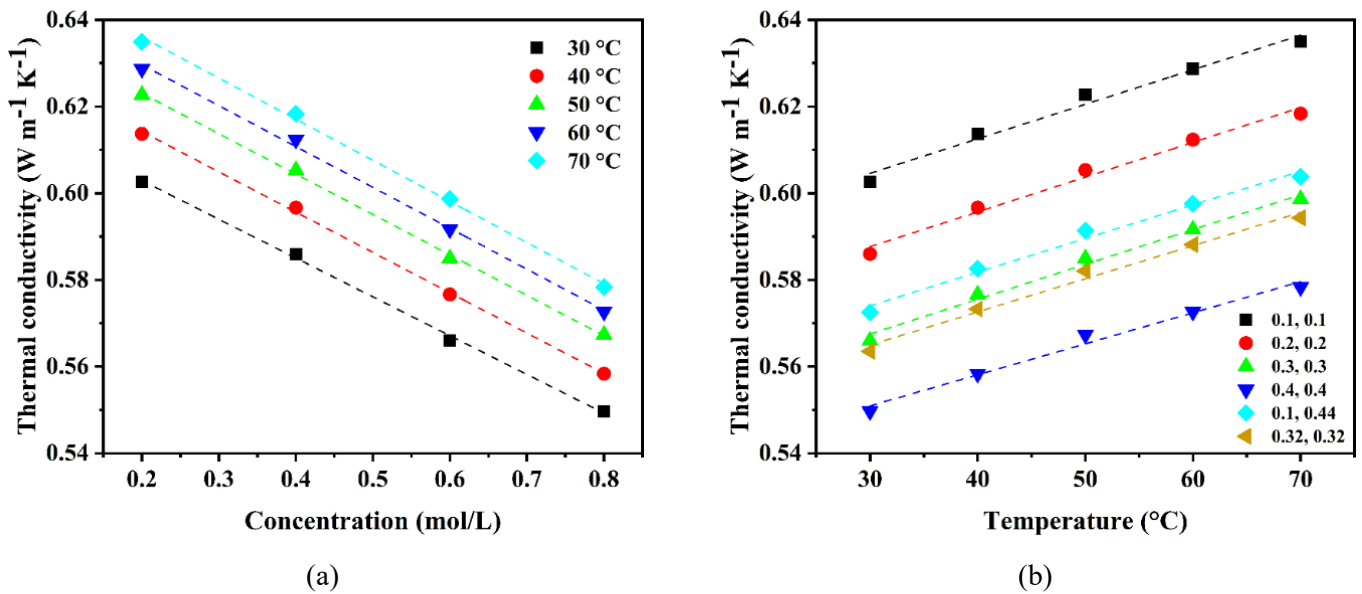 Thermal conductivity (W m⁻¹ K⁻¹)
0.64
0.62
0.60
0.58
0.56
0.54
30 °C
40 °C
50 °C
60 °C
70 °C
0.2 0.3 0.4 0.5 0.6 0.7 0.8
Concentration (mol/L)
(a)
Thermal conductivity (W m⁻¹ K⁻¹)
0.64
0.62
0.60
0.58
0.56
0.54
0.1, 0.1
0.2, 0.2
0.3, 0.3
0.4, 0.4
0.1, 0.44
0.32, 0.32
30 40 50 60 70
Temperature (°C)
(b)